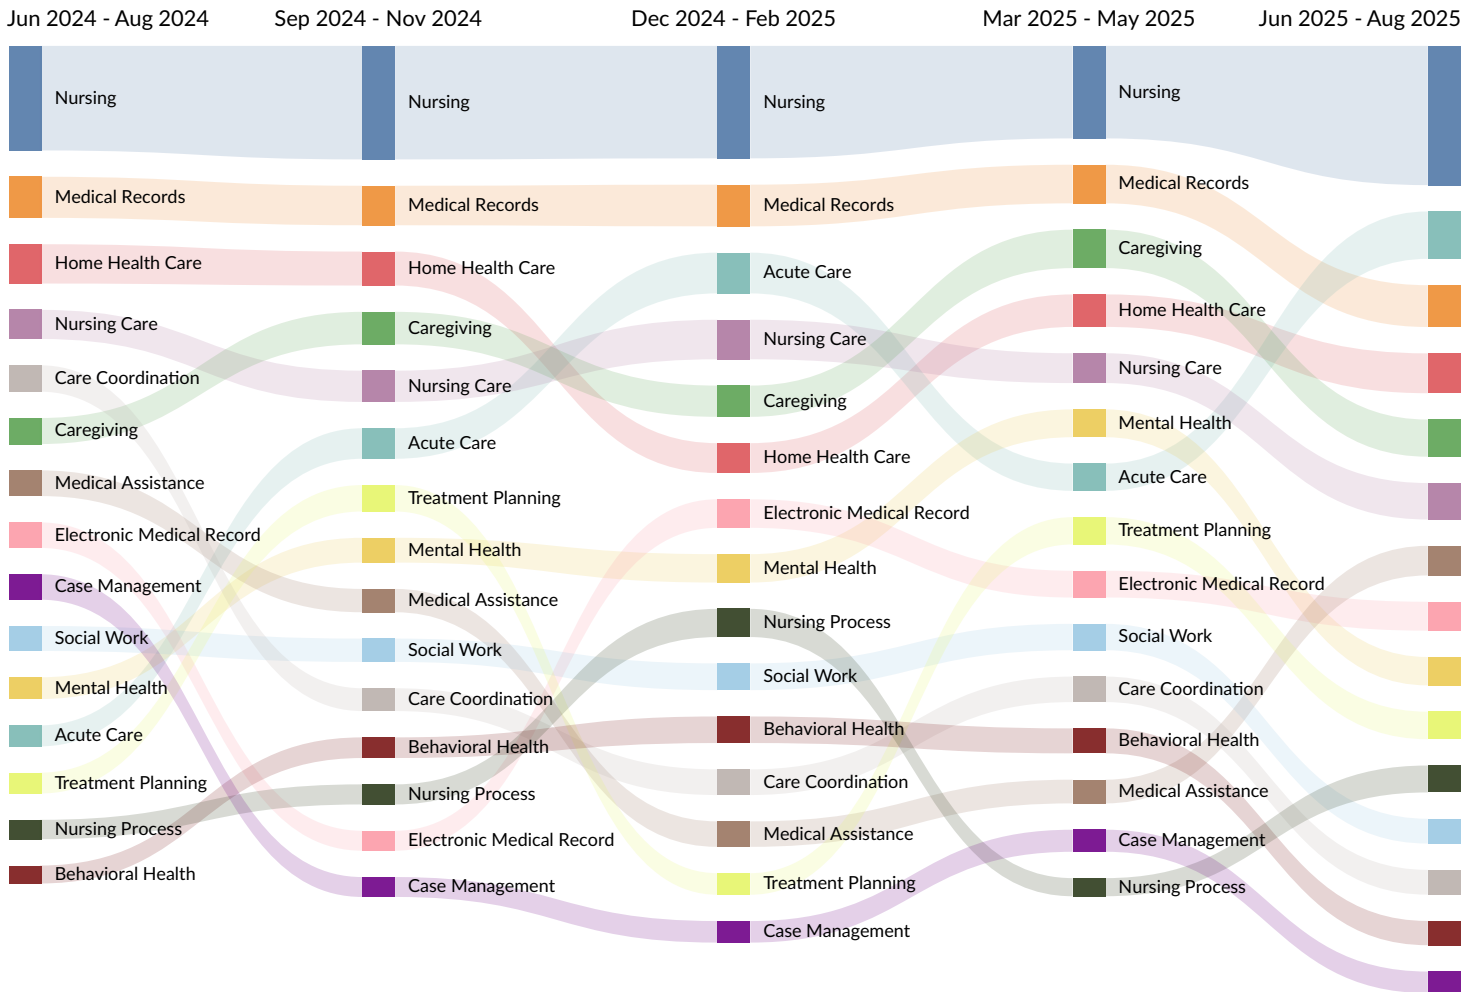 Jun 2024 - Aug 2024
Sep 2024 - Nov 2024
Dec 2024 - Feb 2025
Mar 2025 - May 2025
Jun 2025 - Aug 2025
Nursing
Medical Records
Home Health Care
Nursing Care
Care Coordination
Caregiving
Medical Assistance
Electronic Medical Record
Case Management
Social Work
Mental Health
Acute Care
Treatment Planning
Nursing Process
Behavioral Health
Nursing
Medical Records
Home Health Care
Caregiving
Nursing Care
Acute Care
Treatment Planning
Mental Health
Medical Assistance
Social Work
Care Coordination
Behavioral Health
Nursing Process
Electronic Medical Record
Case Management
Nursing
Medical Records
Acute Care
Nursing Care
Caregiving
Home Health Care
Electronic Medical Record
Mental Health
Nursing Process
Social Work
Behavioral Health
Care Coordination
Medical Assistance
Treatment Planning
Case Management
Nursing
Medical Records
Caregiving
Home Health Care
Nursing Care
Mental Health
Acute Care
Treatment Planning
Electronic Medical Record
Social Work
Care Coordination
Behavioral Health
Medical Assistance
Case Management
Nursing Process